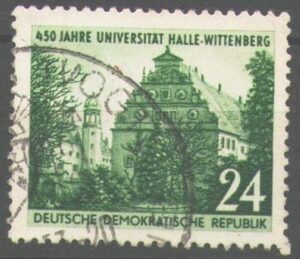 450 JAHRE UNIVERSITÄT HALLE-WITTENBERG
24
DEUTSCHE DEMOKRATISCHE REPUBLIK